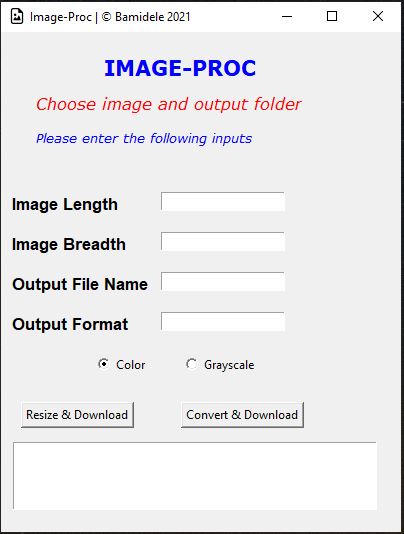 Image-Proc | © Bamidele 2021
IMAGE-PROC
Choose image and output folder
Please enter the following inputs
Image Length
Image Breadth
Output File Name
Output Format
Color Grayscale
Resize & Download Convert & Download